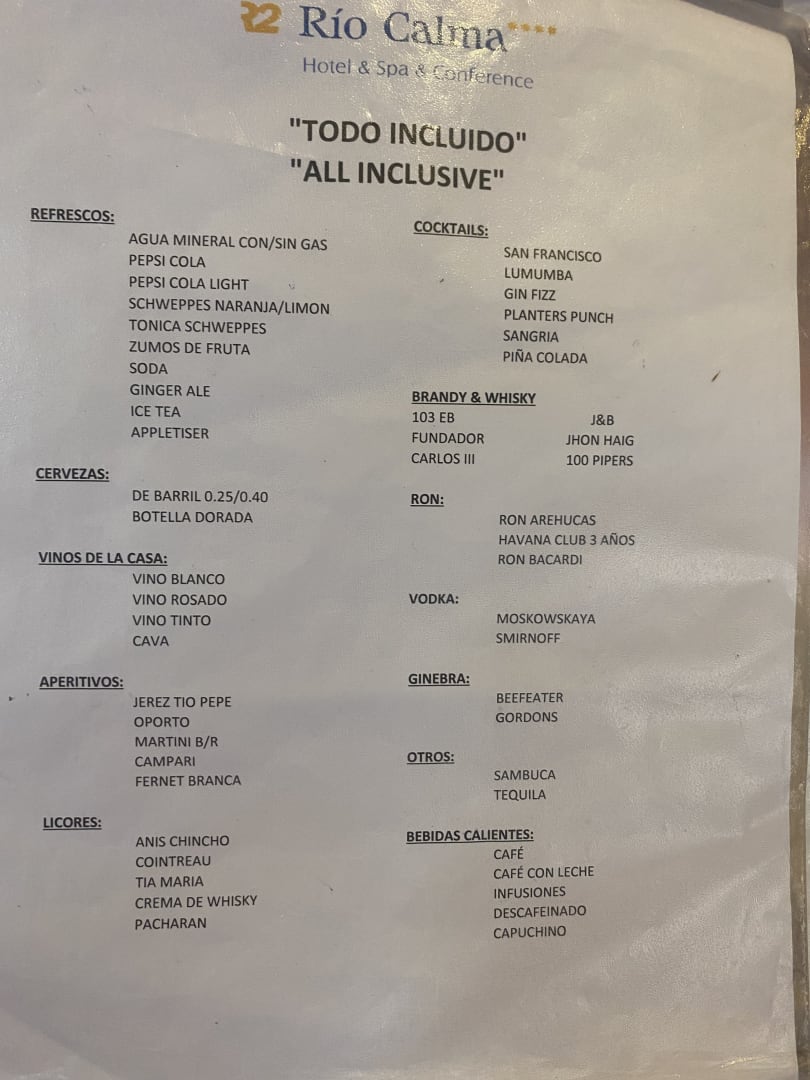 R2 Río Calma****
Hotel & Spa & Conference
"TODO INCLUIDO"
"ALL INCLUSIVE"
REFRESCOS:
AGUA MINERAL CON/SIN GAS
PEPSI COLA
PEPSI COLA LIGHT
SCHWEPPES NARANJA/LIMON
TONICA SCHWEPPES
ZUMOS DE FRUTA
SODA
GINGER ALE
ICE TEA
APPLETISER
CERVEZAS:
DE BARRIL 0.25/0.40
BOTELLA DORADA
VINOS DE LA CASA:
VINO BLANCO
VINO ROSADO
VINO TINTO
CAVA
APERITIVOS:
JEREZ TIO PEPE
OPORTO
MARTINI B/R
CAMPARI
FERNET BRANCA
LICORES:
ANIS CHINCHO
COINTREAU
TIA MARIA
CREMA DE WHISKY
PACHARAN
COCKTAILS:
SAN FRANCISCO
LUMUMBA
GIN FIZZ
PLANTERS PUNCH
SANGRIA
PIÑA COLADA
BRANDY & WHISKY
103 EB J&B
FUNDADOR JHON HAIG
CARLOS III 100 PIPERS
RON:
RON AREHUCAS
HAVANA CLUB 3 AÑOS
RON BACARDI
VODKA:
MOSKOWSKAYA
SMIRNOFF
GINEBRA:
BEEFEATER
GORDONS
OTROS:
SAMBUCA
TEQUILA
BEBIDAS CALIENTES:
CAFÉ
CAFÉ CON LECHE
INFUSIONES
DESCAFEINADO
CAPUCHINO